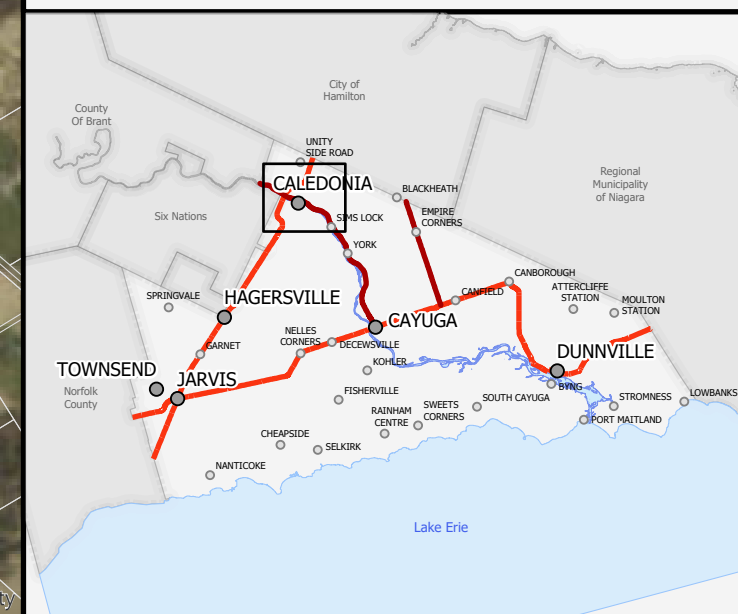 City of
Hamilton
County
Of Brant
UNITY
SIDE ROAD
Regional
Municipality
of Niagara
CALEDONIA
BLACKHEATH
Six Nations
SIMS LOCK
EMPIRE
CORNERS
YORK
CANBOROUGH
SPRINGVALE
HAGERSVILLE
CANFIELD
ATTERCLIFFE
STATION
MOULTON
STATION
CAYUGA
NELLES
CORNERS
DECEWSVILLE
GARNET
DUNNVILLE
KOHLER
TOWNSEND
JARVIS
BYNG
Norfolk
County
FISHERVILLE
SOUTH CAYUGA
STROMNESS
LOWBANKS
RAINHAM
CENTRE
SWEETS
CORNERS
PORT MAITLAND
CHEAPSIDE
SELKIRK
NANTICOKE
Lake Erie
ty